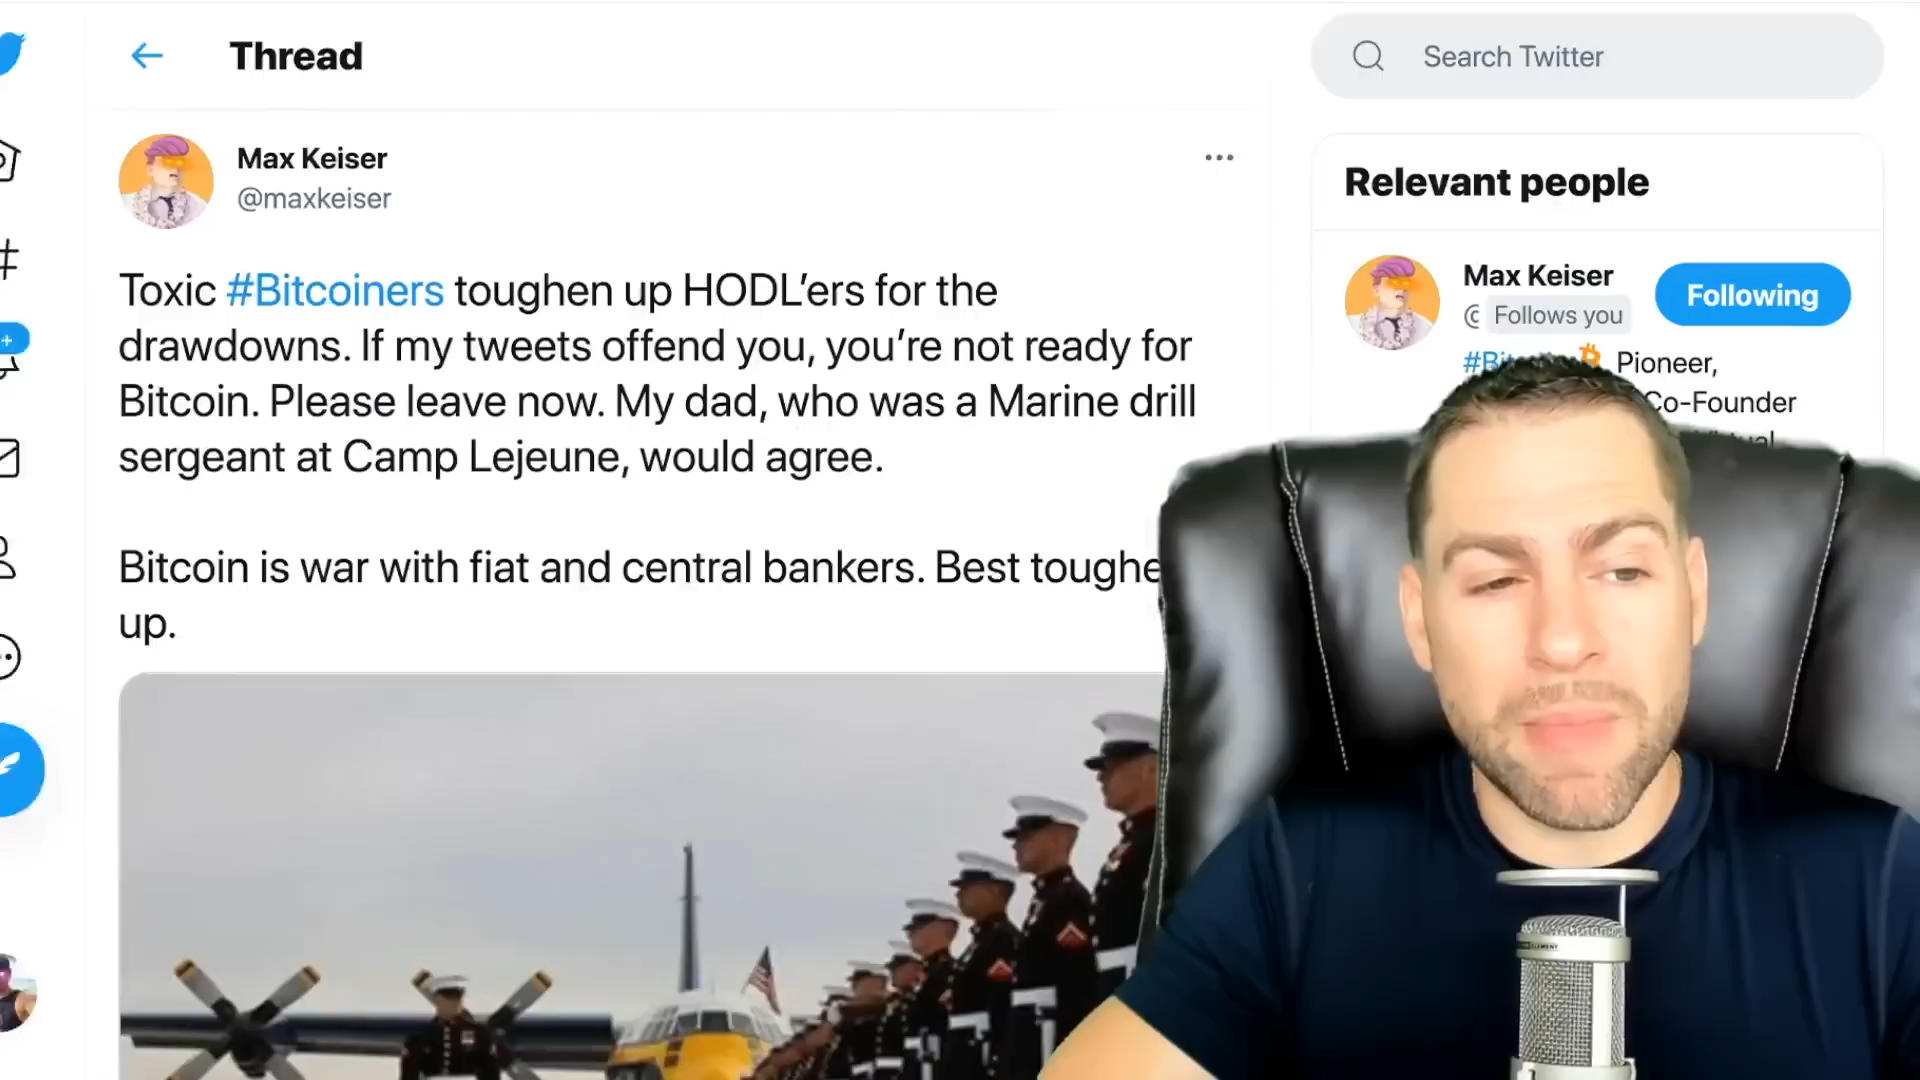 Thread
Search Twitter
Max Keiser
@maxkeiser
Toxic #Bitcoiners toughen up HODL'ers for the
drawdowns. If my tweets offend you, you're not ready for
Bitcoin. Please leave now. My dad, who was a Marine drill
sergeant at Camp Lejeune, would agree.
Bitcoin is war with fiat and central bankers. Best toughe
up.
Relevant people
Max Keiser
Follows you
Following
Pioneer,
Co-Founder